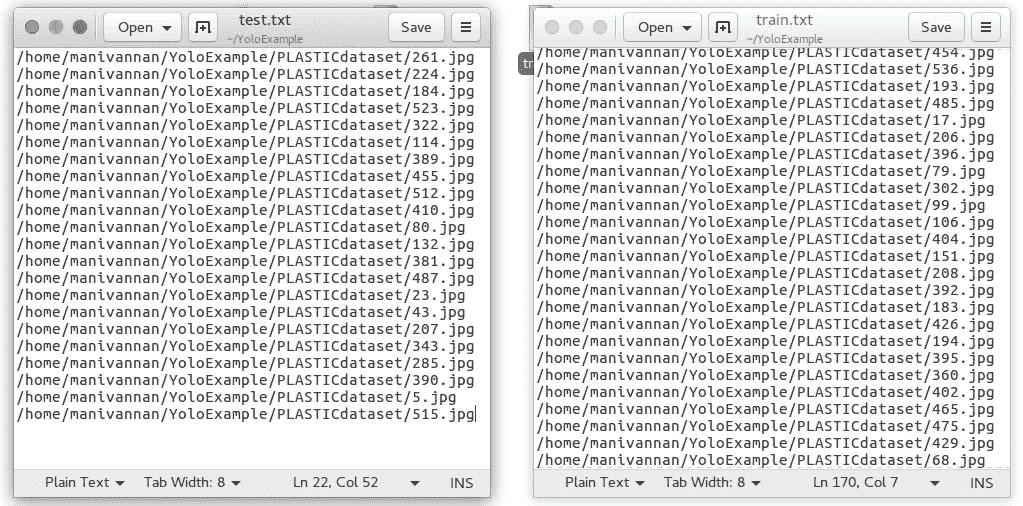 Open
test.txt
~/YoloExample
Save
/home/manivannan/YoloExample/PLASTICdataset/261.jpg
/home/manivannan/YoloExample/PLASTICdataset/224.jpg
/home/manivannan/YoloExample/PLASTICdataset/184.jpg
/home/manivannan/YoloExample/PLASTICdataset/523.jpg
/home/manivannan/YoloExample/PLASTICdataset/322.jpg
/home/manivannan/YoloExample/PLASTICdataset/114.jpg
/home/manivannan/YoloExample/PLASTICdataset/389.jpg
/home/manivannan/YoloExample/PLASTICdataset/455.jpg
/home/manivannan/YoloExample/PLASTICdataset/512.jpg
/home/manivannan/YoloExample/PLASTICdataset/410.jpg
/home/manivannan/YoloExample/PLASTICdataset/80.jpg
/home/manivannan/YoloExample/PLASTICdataset/132.jpg
/home/manivannan/YoloExample/PLASTICdataset/381.jpg
/home/manivannan/YoloExample/PLASTICdataset/487.jpg
/home/manivannan/YoloExample/PLASTICdataset/23.jpg
/home/manivannan/YoloExample/PLASTICdataset/43.jpg
/home/manivannan/YoloExample/PLASTICdataset/207.jpg
/home/manivannan/YoloExample/PLASTICdataset/343.jpg
/home/manivannan/YoloExample/PLASTICdataset/285.jpg
/home/manivannan/YoloExample/PLASTICdataset/390.jpg
/home/manivannan/YoloExample/PLASTICdataset/5.jpg
/home/manivannan/YoloExample/PLASTICdataset/515.jpg
Plain Text Tab Width: 8 Ln 22, Col 52 INS
tr
Open
train.txt
~/YoloExample
Save
/home/manivannan/YoloExample/PLASTICdataset/454.jpg
/home/manivannan/YoloExample/PLASTICdataset/536.jpg
/home/manivannan/YoloExample/PLASTICdataset/193.jpg
/home/manivannan/YoloExample/PLASTICdataset/485.jpg
/home/manivannan/YoloExample/PLASTICdataset/17.jpg
/home/manivannan/YoloExample/PLASTICdataset/206.jpg
/home/manivannan/YoloExample/PLASTICdataset/396.jpg
/home/manivannan/YoloExample/PLASTICdataset/79.jpg
/home/manivannan/YoloExample/PLASTICdataset/302.jpg
/home/manivannan/YoloExample/PLASTICdataset/99.jpg
/home/manivannan/YoloExample/PLASTICdataset/106.jpg
/home/manivannan/YoloExample/PLASTICdataset/404.jpg
/home/manivannan/YoloExample/PLASTICdataset/151.jpg
/home/manivannan/YoloExample/PLASTICdataset/208.jpg
/home/manivannan/YoloExample/PLASTICdataset/392.jpg
/home/manivannan/YoloExample/PLASTICdataset/183.jpg
/home/manivannan/YoloExample/PLASTICdataset/426.jpg
/home/manivannan/YoloExample/PLASTICdataset/194.jpg
/home/manivannan/YoloExample/PLASTICdataset/395.jpg
/home/manivannan/YoloExample/PLASTICdataset/360.jpg
/home/manivannan/YoloExample/PLASTICdataset/402.jpg
/home/manivannan/YoloExample/PLASTICdataset/465.jpg
/home/manivannan/YoloExample/PLASTICdataset/475.jpg
/home/manivannan/YoloExample/PLASTICdataset/429.jpg
/home/manivannan/YoloExample/PLASTICdataset/68.jpg
Plain Text Tab Width: 8 Ln 170, Col 7 INS